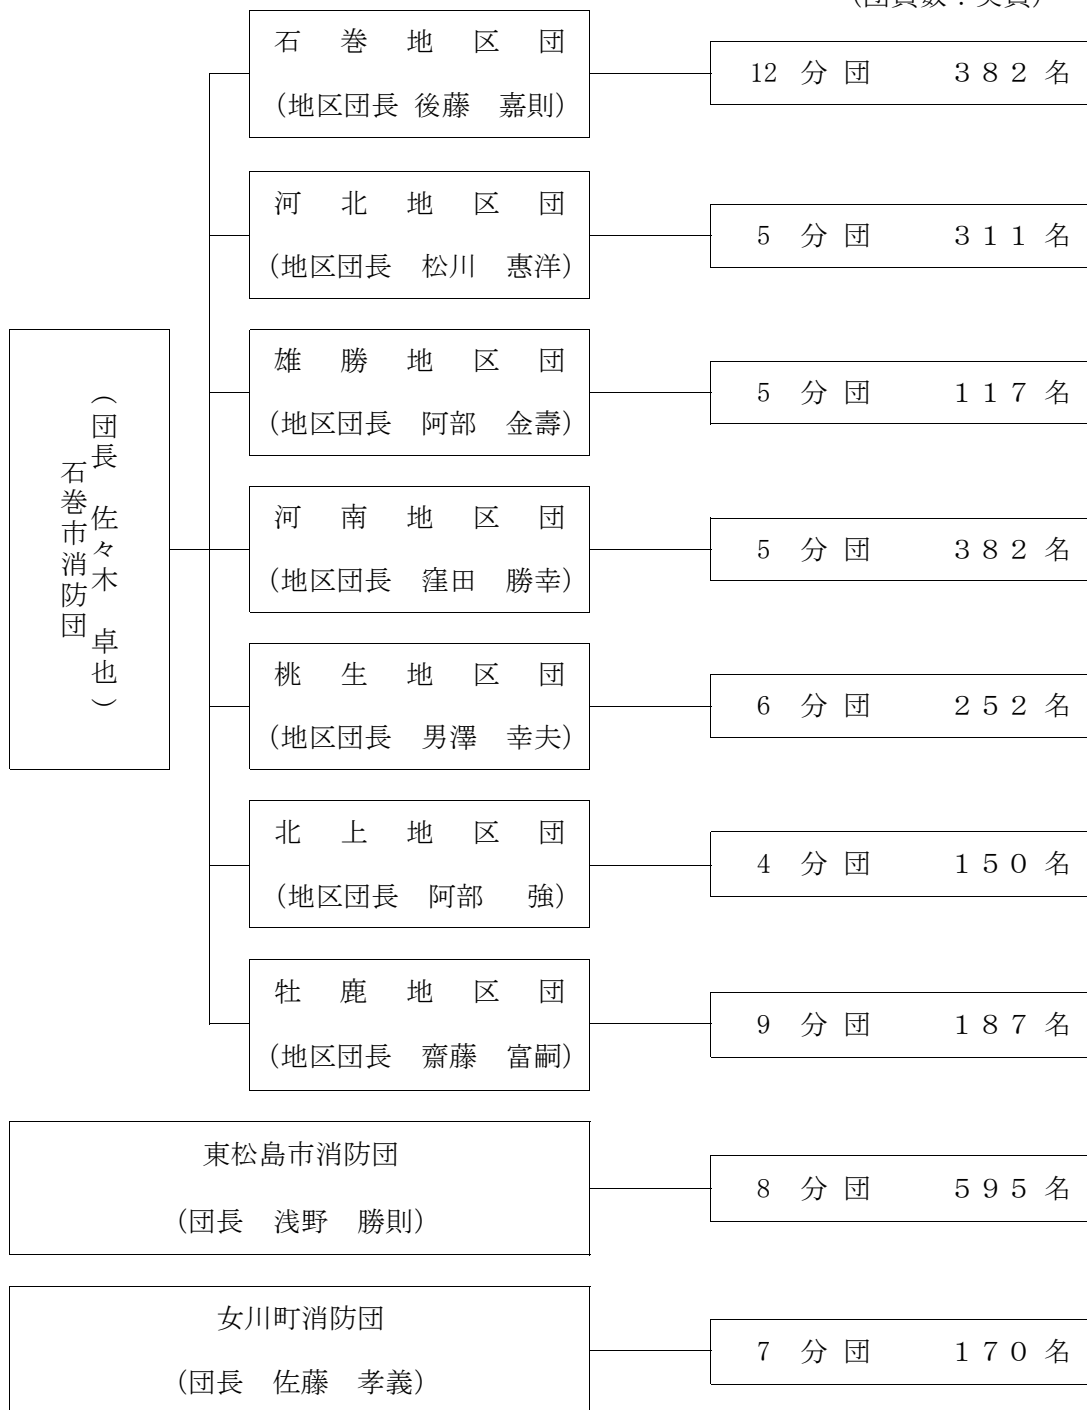 (団員数：実員)
石巻地区団
(地区団長 後藤 嘉則)
12 分団 ３８２ 名
河北地区団
(地区団長 松川 惠洋)
5 分団 ３１１ 名
雄勝地区団
(地区団長 阿部 金壽)
5 分団 １１７ 名
石巻市消防団
（団長 佐々木 卓也）
河南地区団
(地区団長 窪田 勝幸)
5 分団 ３８２ 名
桃生地区団
(地区団長 男澤 幸夫)
6 分団 ２５２ 名
北上地区団
(地区団長 阿部 強)
4 分団 １５０ 名
牡鹿地区団
(地区団長 齋藤 富嗣)
9 分団 １８７ 名
東松島市消防団
(団長 浅野 勝則)
8 分団 ５９５ 名
女川町消防団
(団長 佐藤 孝義)
7 分団 １７０ 名